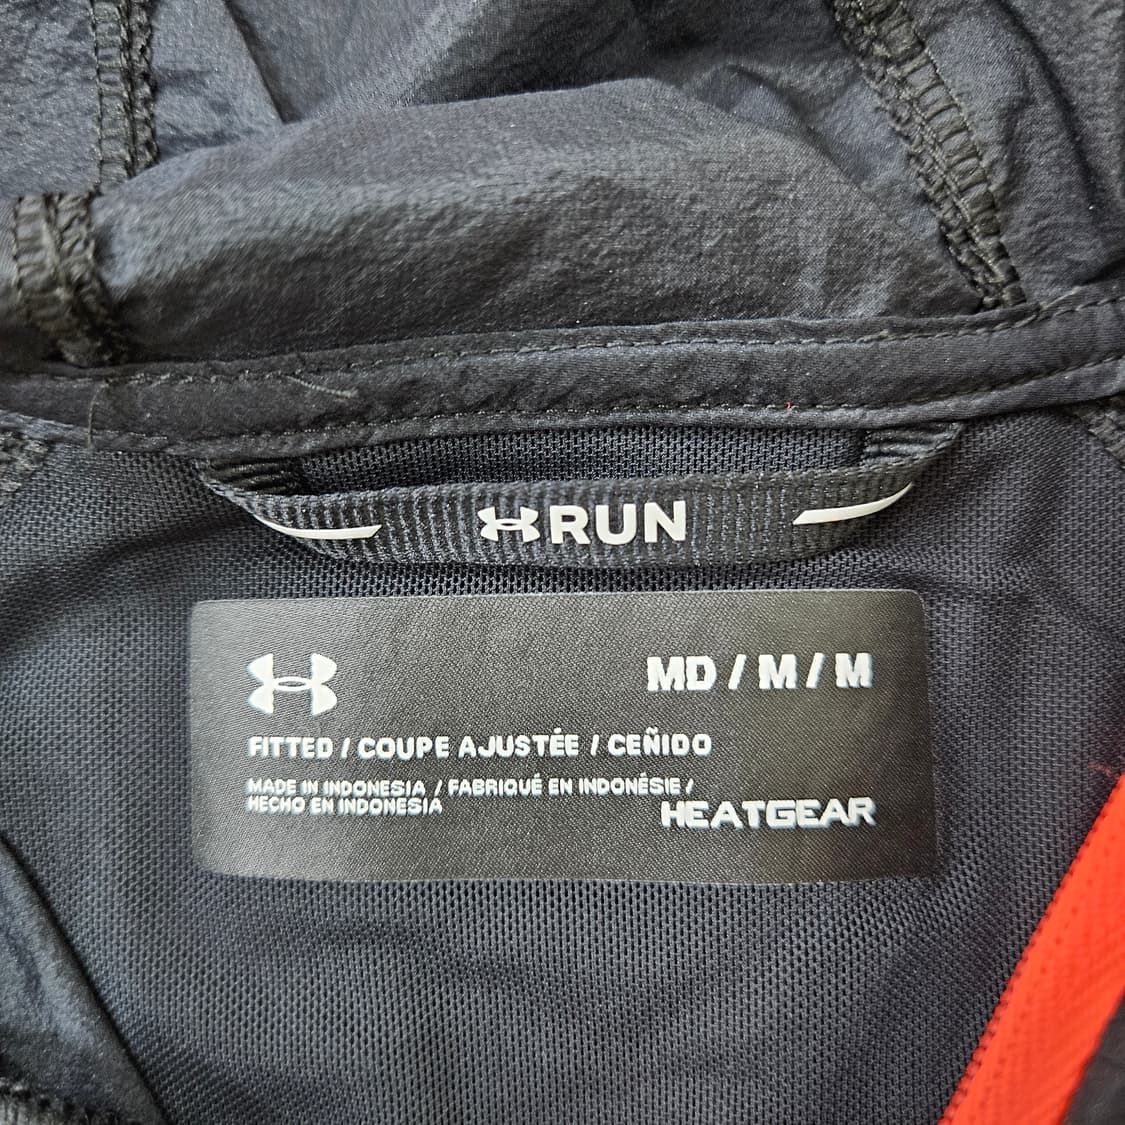 RUN
MD / M / M
FITTED / COUPE AJUSTÉE / CEÑIDO
MADE IN INDONESIA / FABRIQUÉ EN INDONÉSIE /
HECHO EN INDONESIA
HEATGEAR